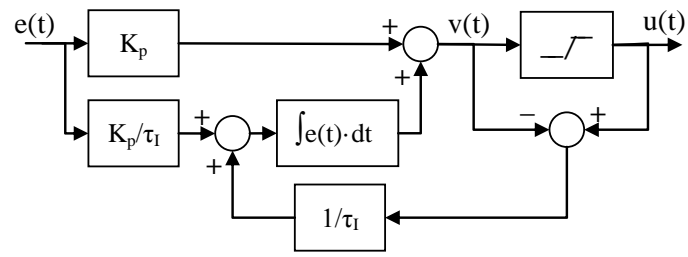 e(t) v(t) u(t)
K_p + +
K_p/τ_I + + ∫e(t)·dt − +
1/τ_I